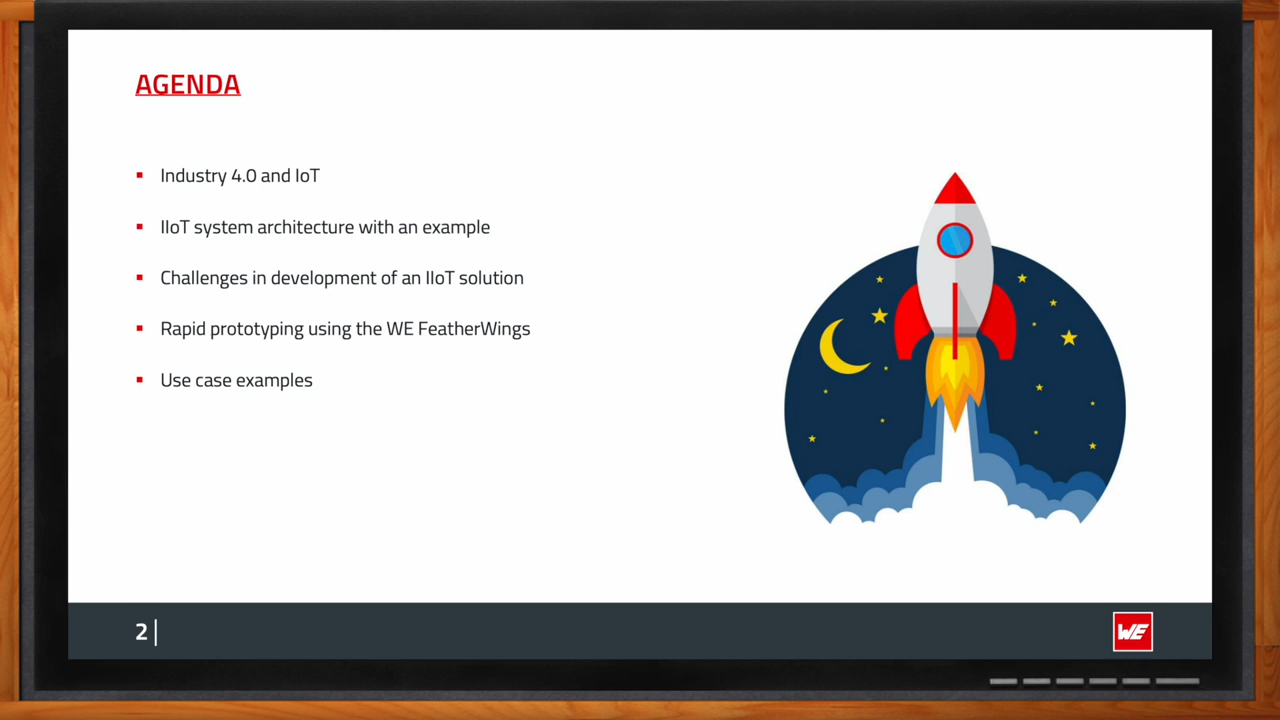 AGENDA
Industry 4.0 and IoT
IIoT system architecture with an example
Challenges in development of an IIoT solution
Rapid prototyping using the WE FeatherWings
Use case examples
2 |
WE